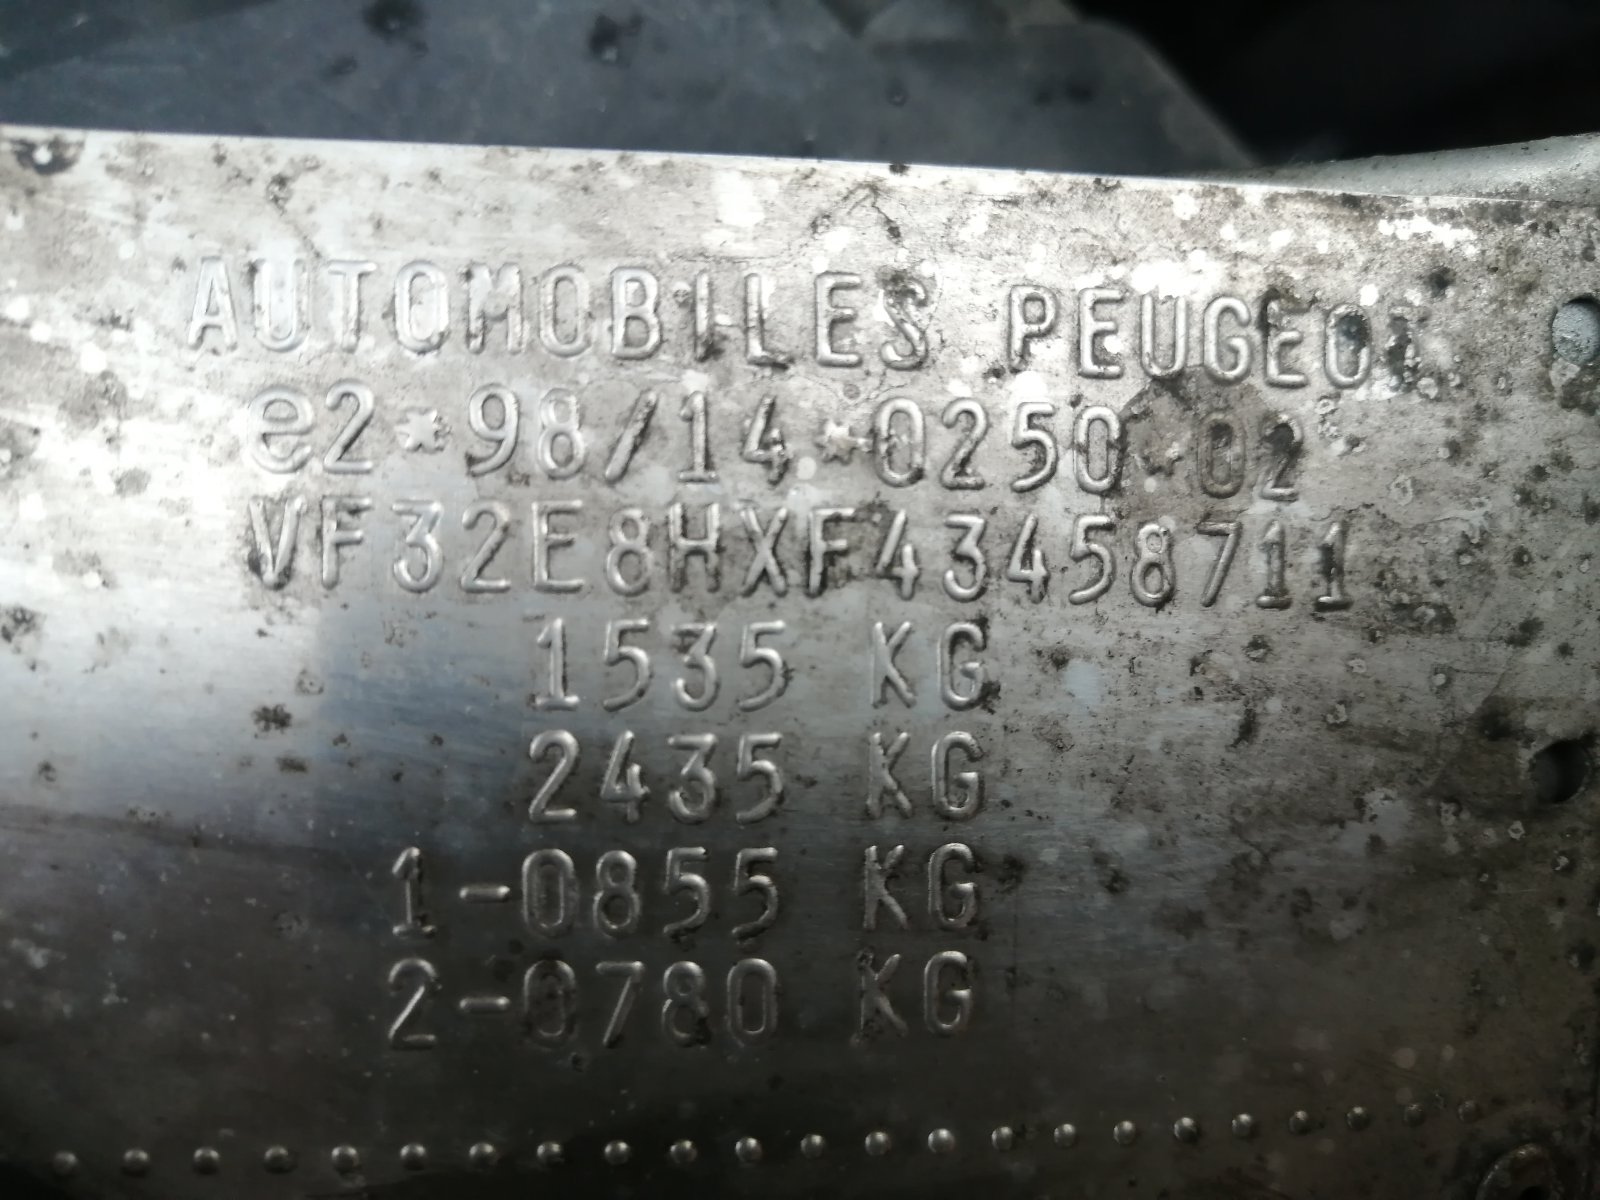 AUTOMOBILES PEUGEOT
e2*98/14*0250*02
VF32E8HXF43458711
1535 KG
2435 KG
1-0855 KG
2-0780 KG